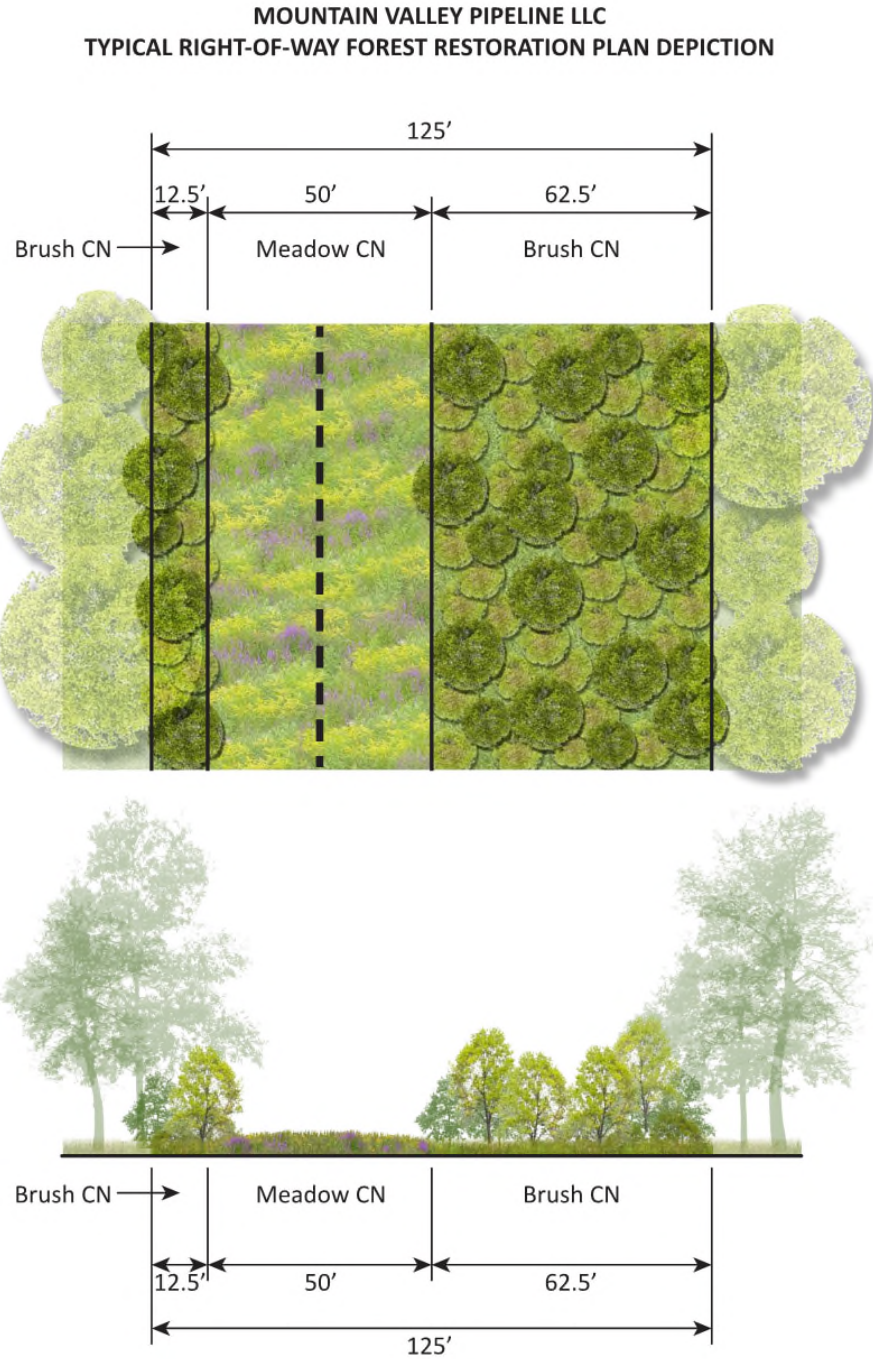 MOUNTAIN VALLEY PIPELINE LLC
TYPICAL RIGHT-OF-WAY FOREST RESTORATION PLAN DEPICTION
125’
12.5’ 50’ 62.5’
Brush CN Meadow CN Brush CN
Brush CN Meadow CN Brush CN
12.5’ 50’ 62.5’
125’